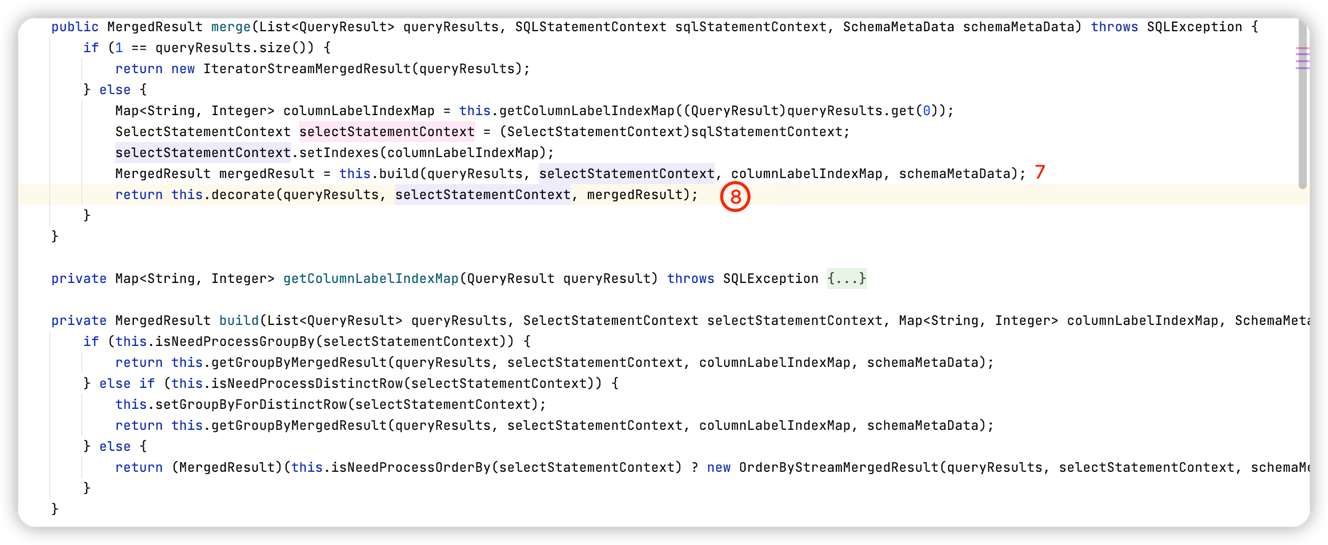 public MergedResult merge(List<QueryResult> queryResults, SQLStatementContext sqlStatementContext, SchemaMetaData schemaMetaData) throws SQLException {
if (1 == queryResults.size()) {
return new IteratorStreamMergedResult(queryResults);
} else {
Map<String, Integer> columnLabelIndexMap = this.getColumnLabelIndexMap((QueryResult)queryResults.get(0));
SelectStatementContext selectStatementContext = (SelectStatementContext)sqlStatementContext;
selectStatementContext.setIndexes(columnLabelIndexMap);
MergedResult mergedResult = this.build(queryResults, selectStatementContext, columnLabelIndexMap, schemaMetaData); 7
return this.decorate(queryResults, selectStatementContext, mergedResult); 8
}
}
private Map<String, Integer> getColumnLabelIndexMap(QueryResult queryResult) throws SQLException {...}
private MergedResult build(List<QueryResult> queryResults, SelectStatementContext selectStatementContext, Map<String, Integer> columnLabelIndexMap, SchemaMeta
if (this.isNeedProcessGroupBy(selectStatementContext)) {
return this.getGroupByMergedResult(queryResults, selectStatementContext, columnLabelIndexMap, schemaMetaData);
} else if (this.isNeedProcessDistinctRow(selectStatementContext)) {
this.setGroupByForDistinctRow(selectStatementContext);
return this.getGroupByMergedResult(queryResults, selectStatementContext, columnLabelIndexMap, schemaMetaData);
} else {
return (MergedResult)(this.isNeedProcessOrderBy(selectStatementContext) ? new OrderByStreamMergedResult(queryResults, selectStatementContext, schemaMe
}
}